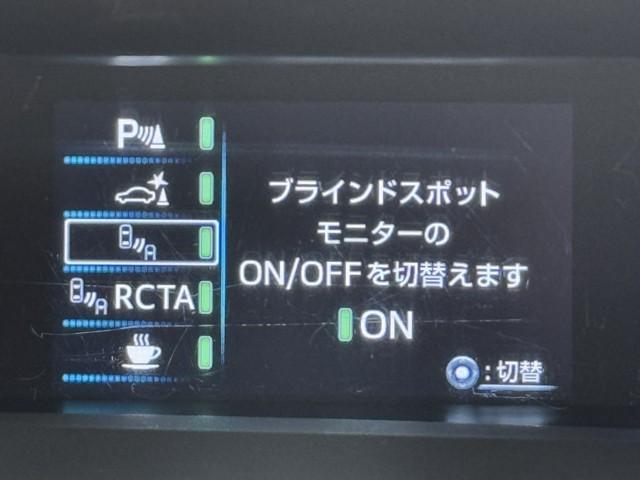 P
RCTA
ブラインドスポット
モニターの
ON/OFFを切替えます
ON
:切替